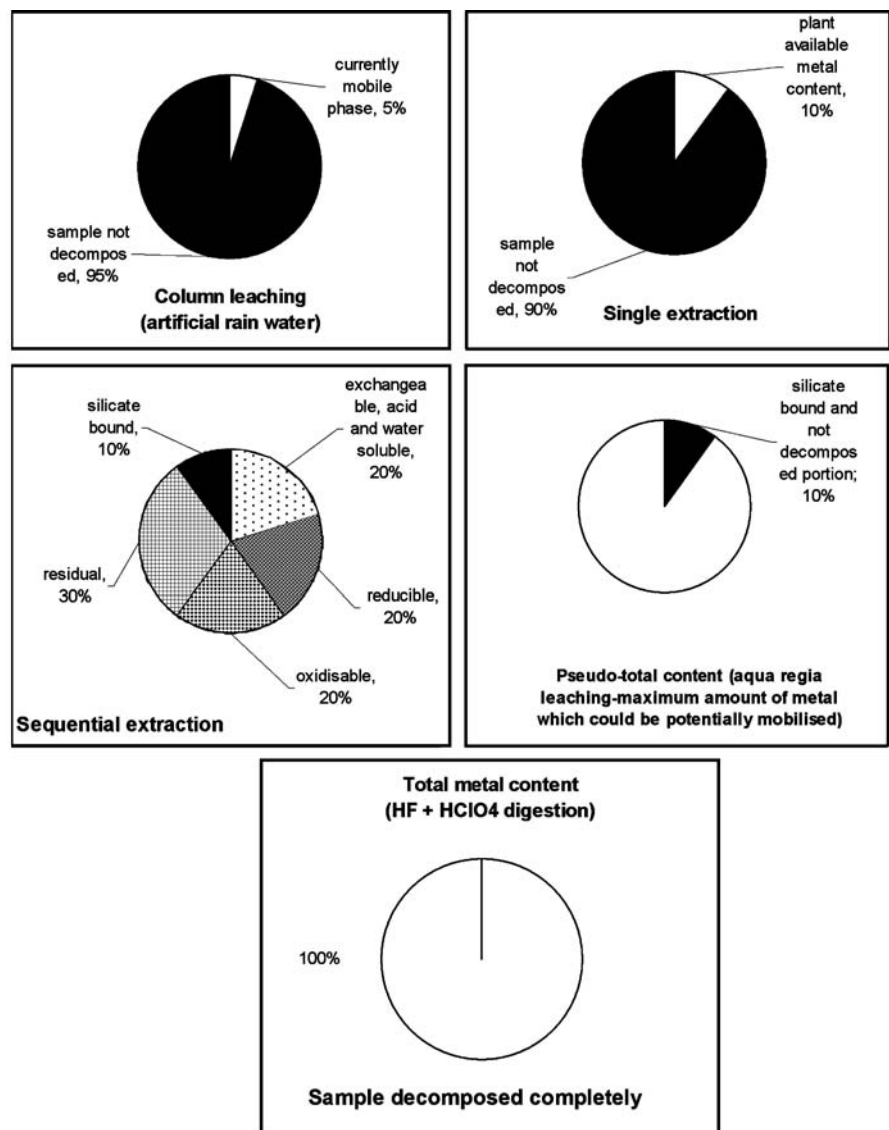 currently
mobile
phase, 5%
sample not
decompos
ed, 95%
Column leaching
(artificial rain water)
plant
available
metal
content,
10%
sample
not
decompos
ed, 90%
Single extraction
silicate
bound,
10%
exchangea
ble, acid
and water
soluble,
20%
residual,
30%
reducible,
20%
oxidisable,
20%
Sequential extraction
silicate
bound and
not
decompos
ed portion;
10%
Pseudo-total content (aqua regia
leaching-maximum amount of metal
which could be potentially mobilised)
Total metal content
(HF + HClO4 digestion)
100%
Sample decomposed completely